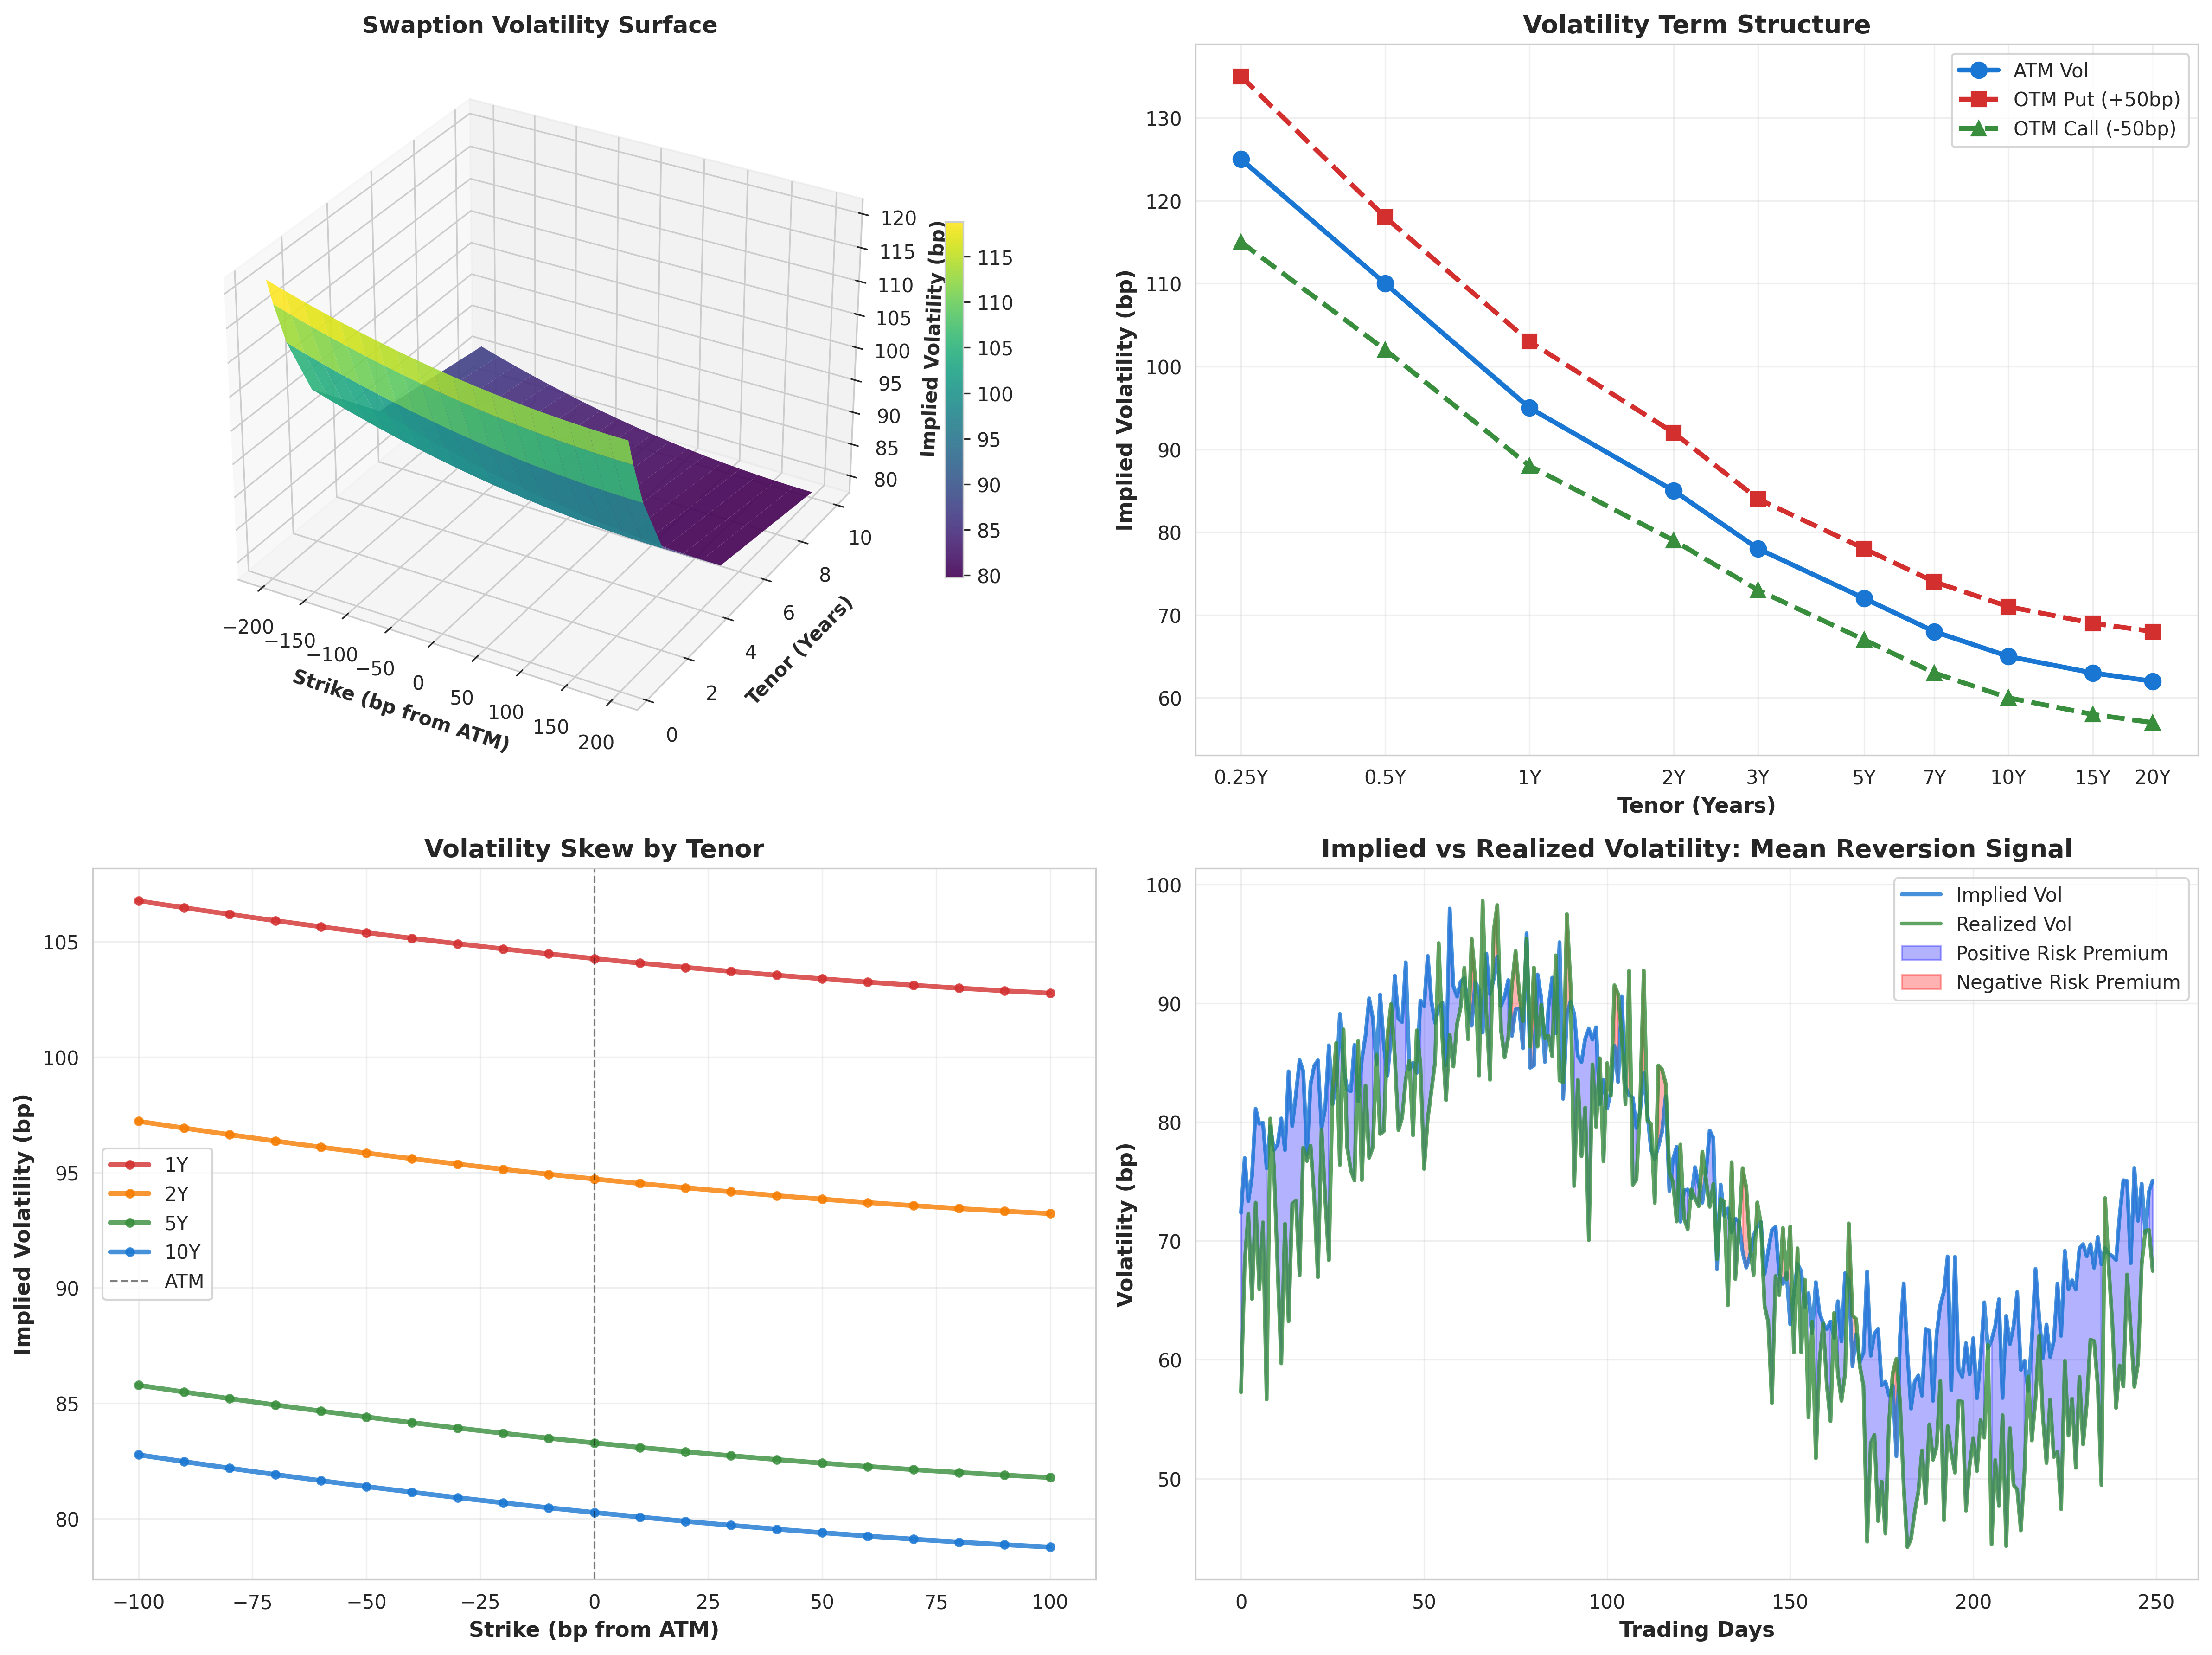 Swaption Volatility Surface
120
115
110
105
100
95
90
85
80
Implied Volatility (bp)
115
110
105
100
95
90
85
80
−200
−150
−100
−50
0
50
100
150
200
Strike (bp from ATM)
0
2
4
6
8
10
Tenor (Years)
Volatility Term Structure
ATM Vol
OTM Put (+50bp)
OTM Call (-50bp)
130
120
110
100
90
80
70
60
Implied Volatility (bp)
0.25Y 0.5Y 1Y 2Y 3Y 5Y 7Y 10Y 15Y 20Y
Tenor (Years)
Volatility Skew by Tenor
105
100
95
90
85
80
Implied Volatility (bp)
1Y
2Y
5Y
10Y
ATM
−100 −75 −50 −25 0 25 50 75 100
Strike (bp from ATM)
Implied vs Realized Volatility: Mean Reversion Signal
Implied Vol
Realized Vol
Positive Risk Premium
Negative Risk Premium
100
90
80
70
60
50
Volatility (bp)
0 50 100 150 200 250
Trading Days